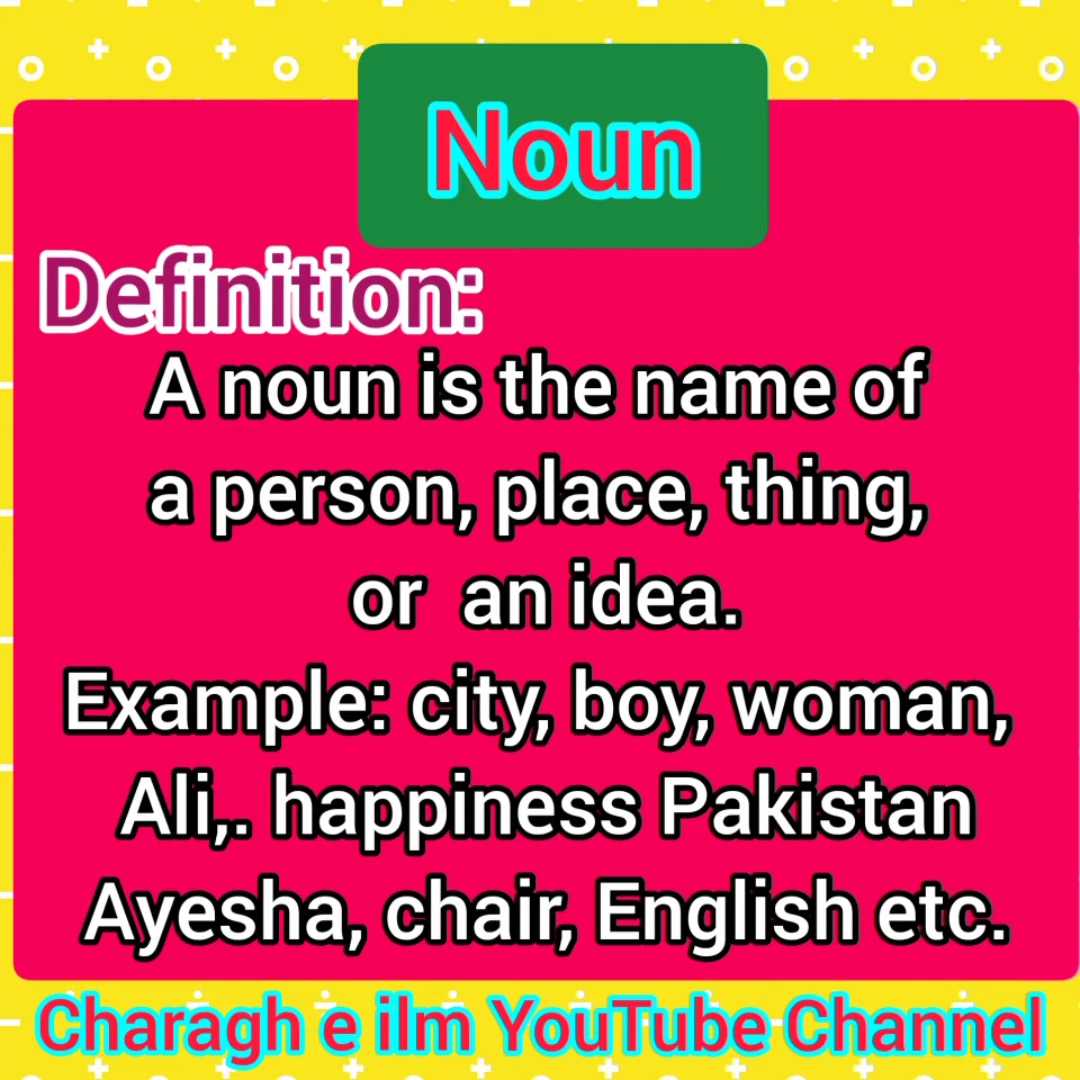 Noun
Definition:
A noun is the name of
a person, place, thing,
or an idea.
Example: city, boy, woman,
Ali,. happiness Pakistan
Ayesha, chair, English etc.
Charagh e ilm YouTube Channel